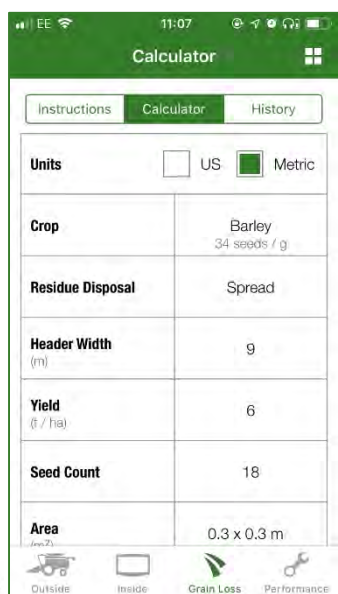 EE 11:07
Calculator
Instructions Calculator History
Units US Metric
Crop Barley
34 seeds / g
Residue Disposal Spread
Header Width 9
(m)
Yield 6
(t / ha)
Seed Count 18
Area 0.3 x 0.3 m
(m2)
Outside Inside Grain Loss Performance